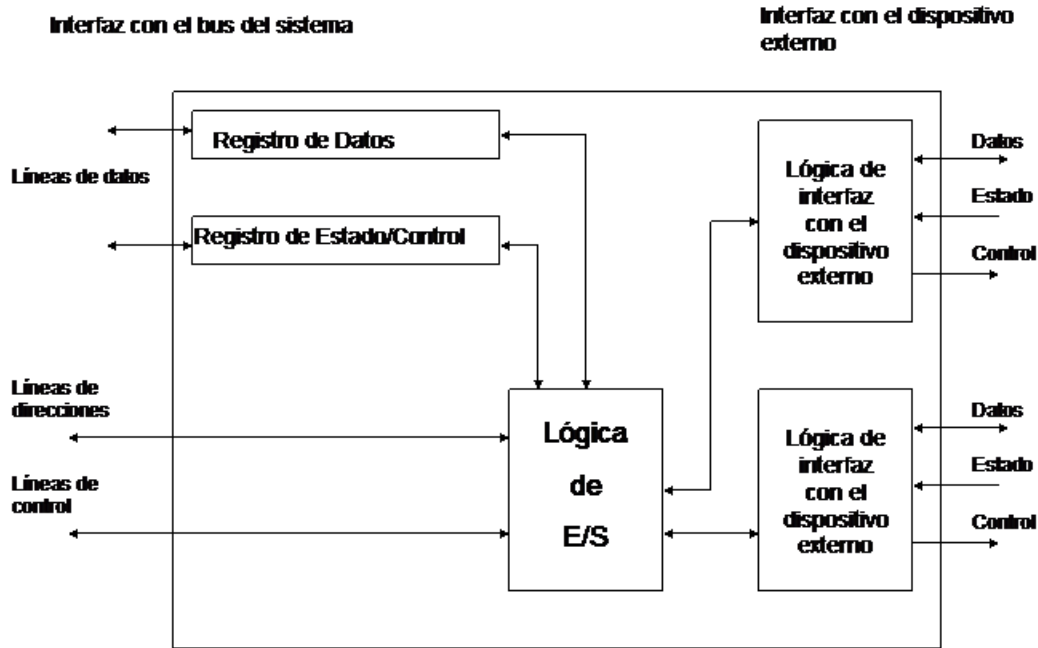 Interfaz con el bus del sistema
Interfaz con el dispositivo
externo
Registro de Datos
Líneas de datos
Registro de Estado/Control
Lógica de
interfaz
con el
dispositivo
externo
Datos
Estado
Control
Líneas de
direcciones
Líneas de
control
Lógica
de
E/S
Lógica de
interfaz
con el
dispositivo
externo
Datos
Estado
Control